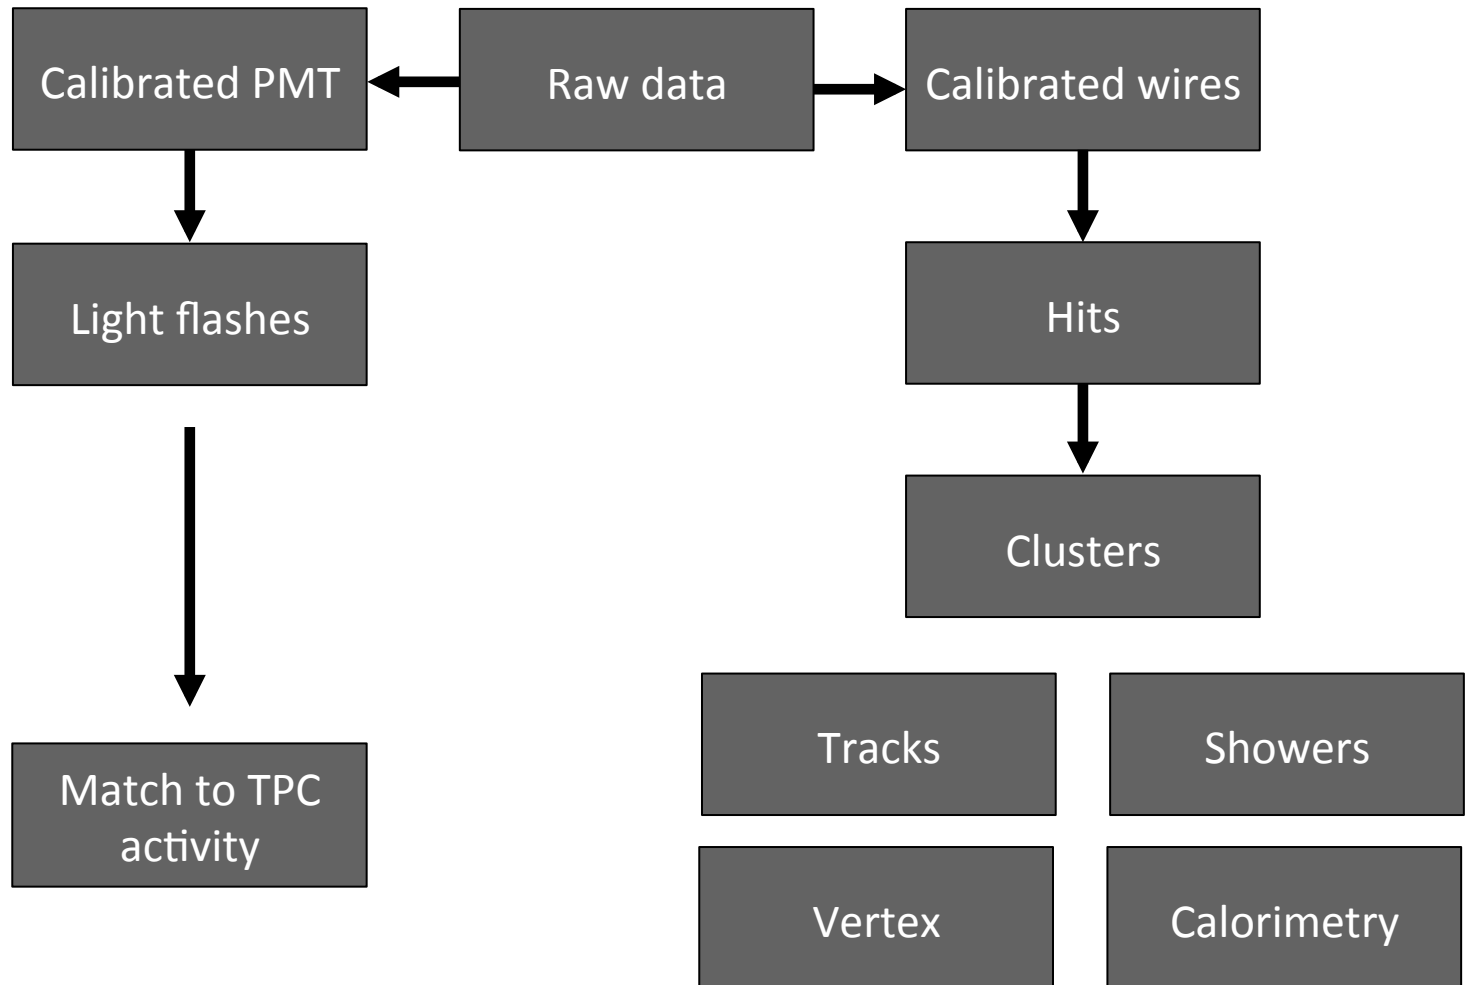 Calibrated PMT
Raw data
Calibrated wires
Light flashes
Hits
Clusters
Tracks
Showers
Match to TPC
activity
Vertex
Calorimetry